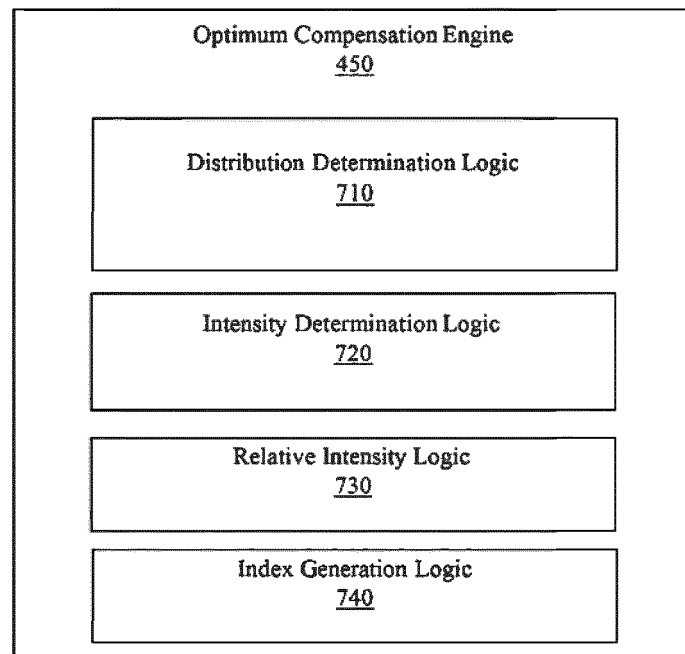 Optimum Compensation Engine
450
Distribution Determination Logic
710
Intensity Determination Logic
720
Relative Intensity Logic
730
Index Generation Logic
740